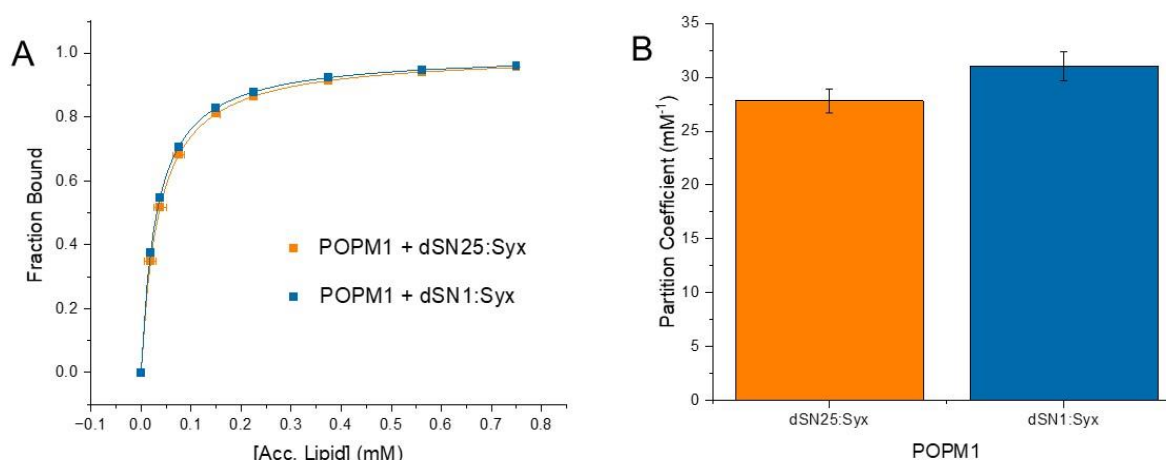 A
1.0
0.8
0.6
0.4
0.2
0.0
Fraction Bound
POPM1 + dSN25:Syx
POPM1 + dSN1:Syx
−0.1 0.0 0.1 0.2 0.3 0.4 0.5 0.6 0.7 0.8
[Acc. Lipid] (mM)
B
35
30
25
20
15
10
5
0
Partition Coefficient (mM⁻¹)
dSN25:Syx dSN1:Syx
POPM1